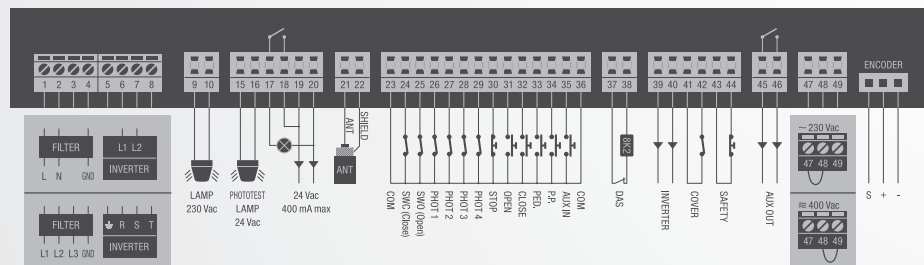 ENCODER
1 2 3 4 5 6 7 8
9 10
15 16 17 18 19 20
21 22
23 24 25 26 27 28 29 30 31 32 33 34 35 36
37 38
39 40 41 42 43 44
45 46
47 48 49
FILTER
L N GND
L1 L2
INVERTER
FILTER
L1 L2 L3 GND
R S T
INVERTER
LAMP
230 Vac
PHOTOTEST
LAMP
24 Vac
24 Vac
400 mA max
ANT
SHIELD
ANT
COM
SWC (Close)
SWO (Open)
PHOT 1
PHOT 2
PHOT 3
PHOT 4
STOP
OPEN
CLOSE
PED.
P.P.
AUX IN
COM
8K2
DAS
INVERTER
COVER
SAFETY
AUX OUT
~ 230 Vac
47 48 49
≋ 400 Vac
47 48 49
S + -